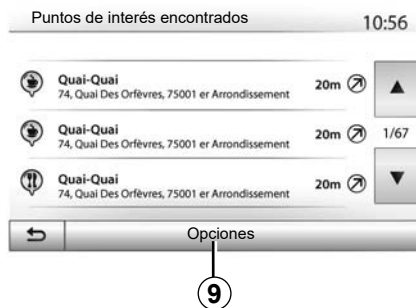 Puntos de interés encontrados 10:56
Quai-Quai
74, Quai Des Orfèvres, 75001 er Arrondissement 20m
Quai-Quai
74, Quai Des Orfèvres, 75001 er Arrondissement 20m
1/67
Quai-Quai
74, Quai Des Orfèvres, 75001 er Arrondissement 20m
Opciones
9